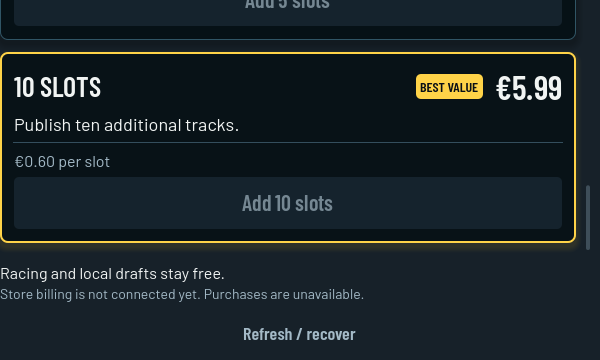 Add 5 slots
10 SLOTS
BEST VALUE
€5.99
Publish ten additional tracks.
€0.60 per slot
Add 10 slots
Racing and local drafts stay free.
Store billing is not connected yet. Purchases are unavailable.
Refresh / recover